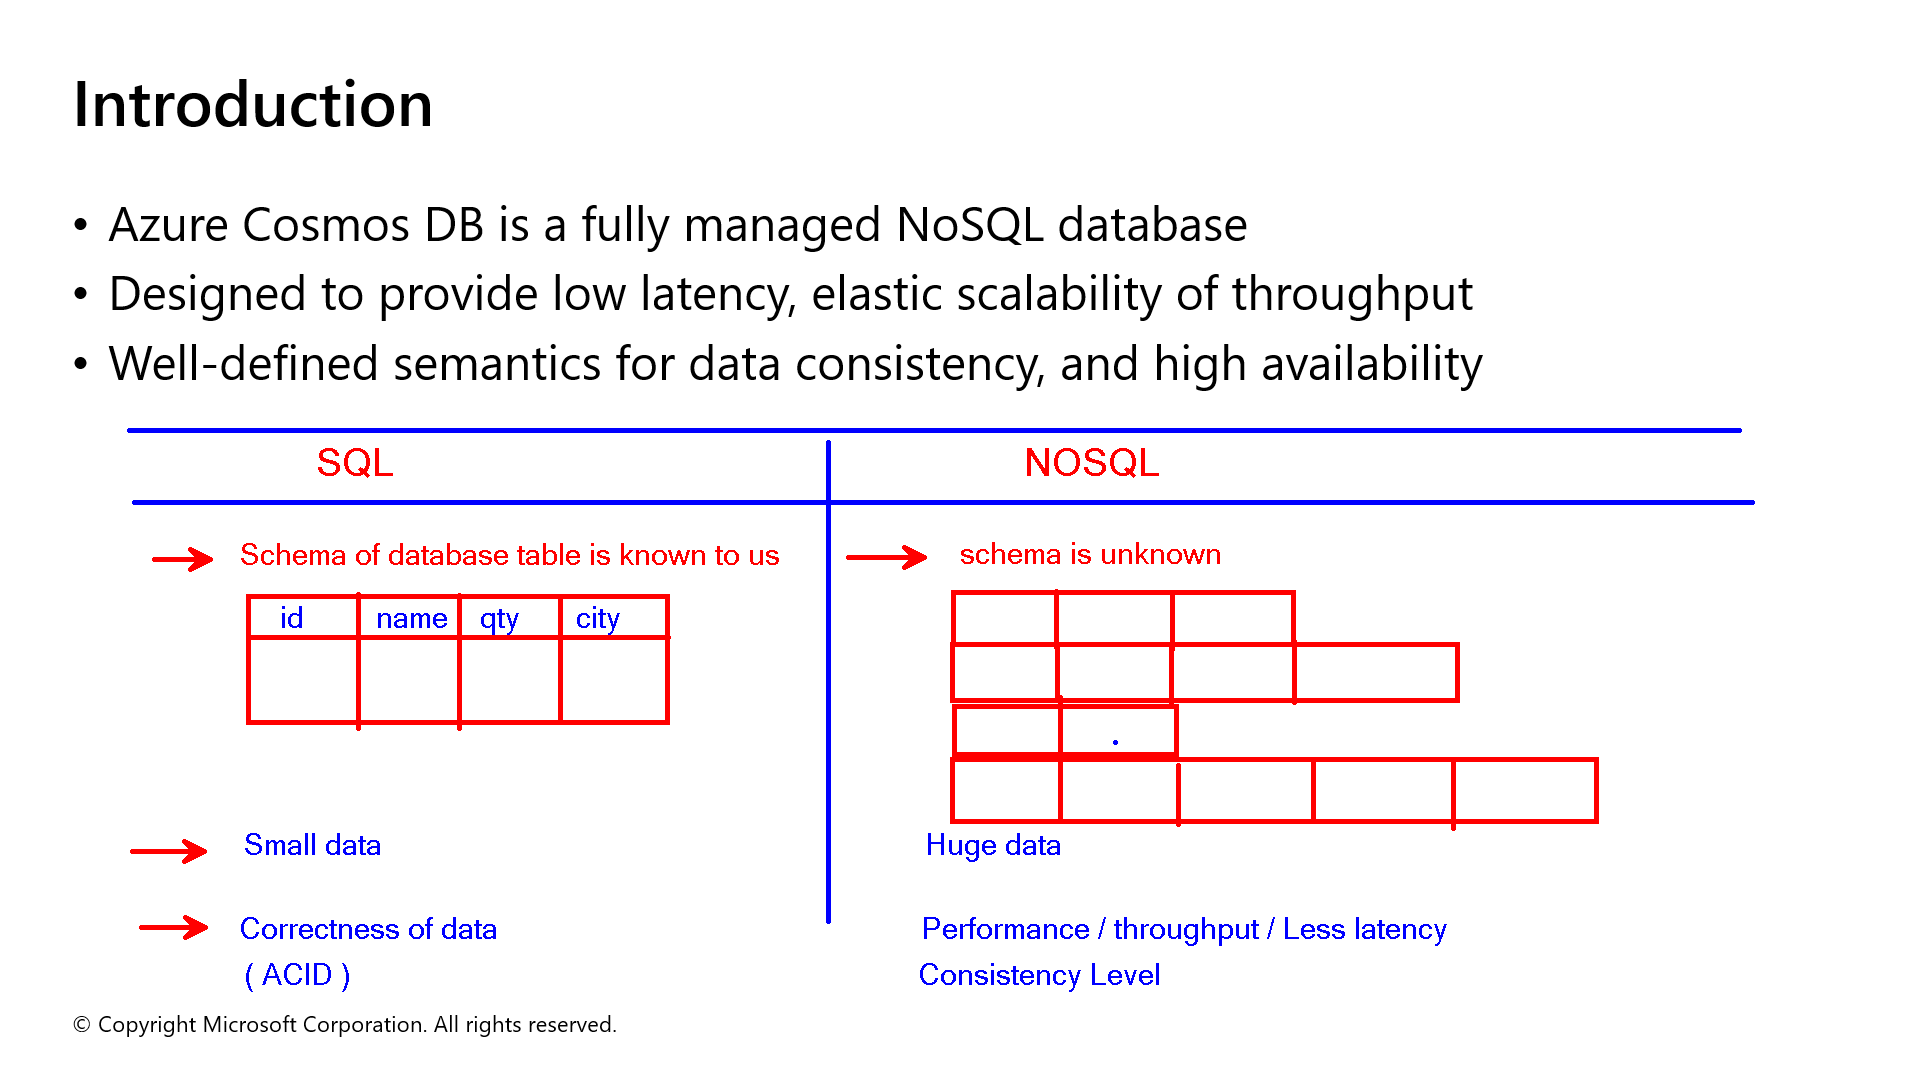 Introduction
• Azure Cosmos DB is a fully managed NoSQL database
• Designed to provide low latency, elastic scalability of throughput
• Well-defined semantics for data consistency, and high availability
SQL
NOSQL
Schema of database table is known to us
schema is unknown
id name qty city
Small data
Huge data
Correctness of data
( ACID )
Performance / throughput / Less latency
Consistency Level
© Copyright Microsoft Corporation. All rights reserved.